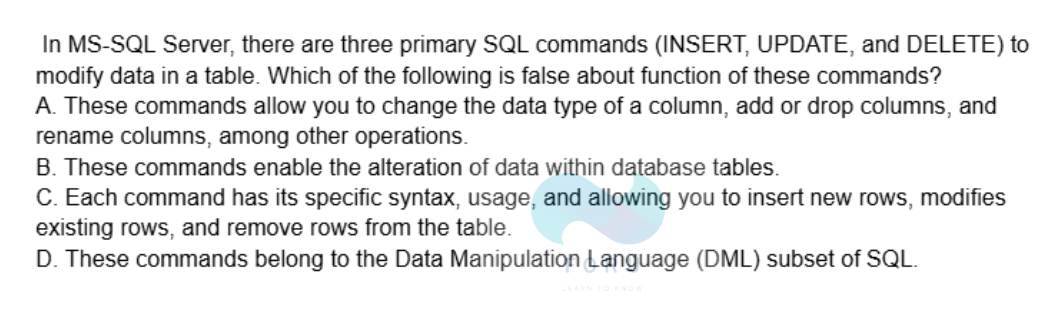 In MS-SQL Server, there are three primary SQL commands (INSERT, UPDATE, and DELETE) to
modify data in a table. Which of the following is false about function of these commands?
A. These commands allow you to change the data type of a column, add or drop columns, and
rename columns, among other operations.
B. These commands enable the alteration of data within database tables.
C. Each command has its specific syntax, usage, and allowing you to insert new rows, modifies
existing rows, and remove rows from the table.
D. These commands belong to the Data Manipulation Language (DML) subset of SQL.
LEARN TO KNOW